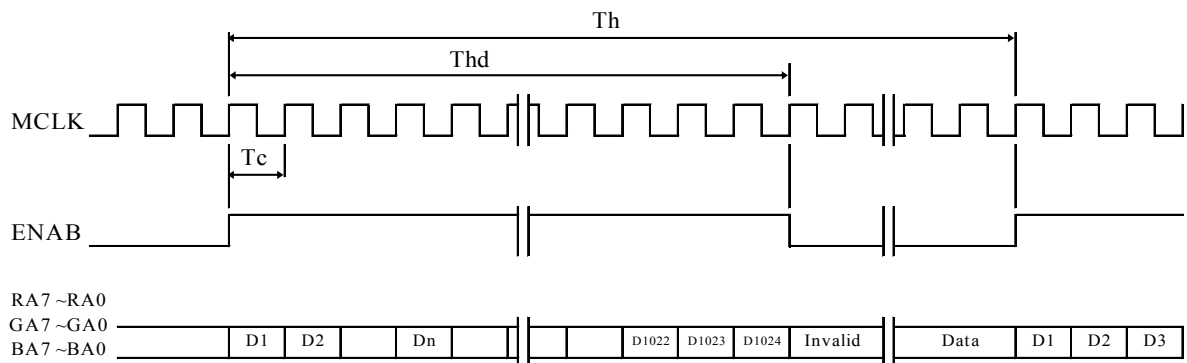 Th
Thd
MCLK
Tc
ENAB
RA7 ~RA0
GA7 ~GA0
BA7 ~BA0
D1 D2 Dn D1022 D1023 D1024 Invalid Data D1 D2 D3